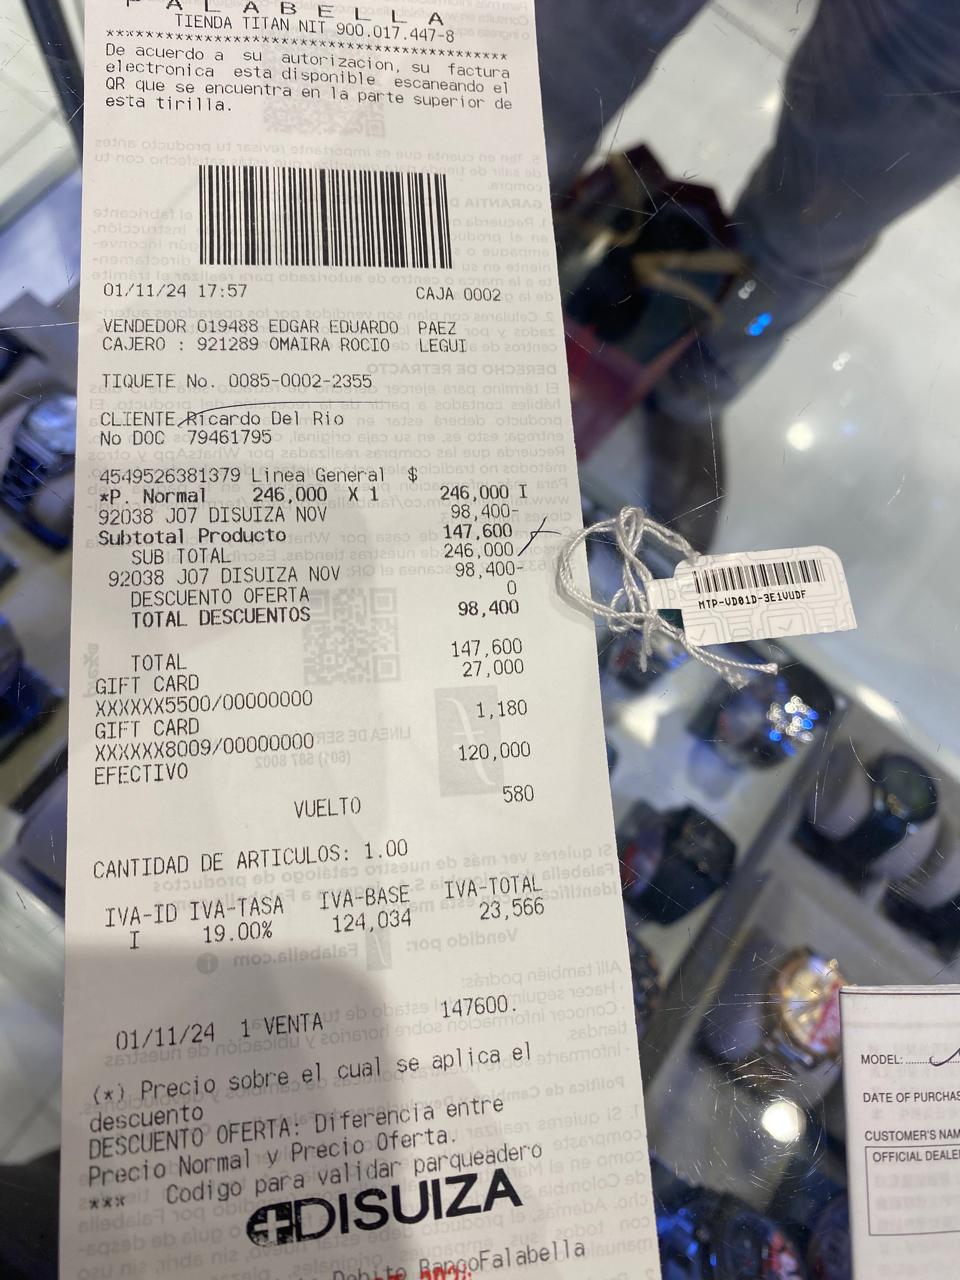 FALABELLA
TIENDA TITAN NIT 900.017.447-8
****************************************
De acuerdo a su autorizacion, su factura
electronica esta disponible escaneando el
QR que se encuentra en la parte superior de
esta tirilla.
01/11/24 17:57 CAJA 0002
VENDEDOR 019488 EDGAR EDUARDO PAEZ
CAJERO : 921289 OMAIRA ROCIO LEGUI
TIQUETE No. 0085-0002-2355
CLIENTE Ricardo Del Rio
No DOC 79461795
4549526381379 Linea General $
*P. Normal 246,000 X 1 246,000 I
92038 J07 DISUIZA NOV 98,400-
Subtotal Producto 147,600
SUB TOTAL 246,000
92038 J07 DISUIZA NOV 98,400-
DESCUENTO OFERTA 0
TOTAL DESCUENTOS 98,400
TOTAL 147,600
GIFT CARD 27,000
XXXXXX5500/00000000
GIFT CARD 1,180
XXXXXX8009/00000000
EFECTIVO 120,000
VUELTO 580
CANTIDAD DE ARTICULOS: 1.00
IVA-ID IVA-TASA IVA-BASE IVA-TOTAL
I 19.00% 124,034 23,566
01/11/24 1 VENTA 147600.
(*) Precio sobre el cual se aplica el
descuento
DESCUENTO OFERTA: Diferencia entre
Precio Normal y Precio Oferta.
*** Codigo para validar parqueadero
DISUIZA
Debito BancoFalabella
MTP-VD01D-3E1VUDF
MODEL:
DATE OF PURCHAS
CUSTOMER'S NAM
OFFICIAL DEALE